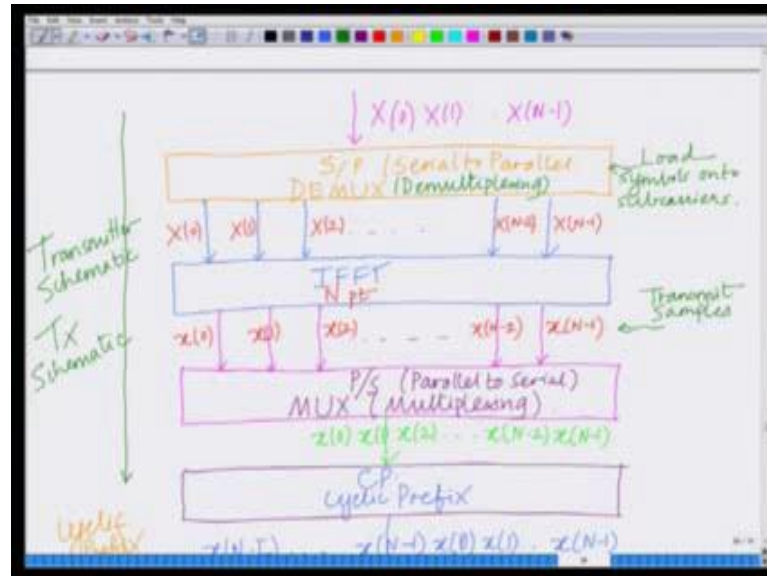 X(0) X(1) . X(N-1)
S/P / Serial to Parallel
DEMUX (Demultiplexing)
Load
Symbols onto
subcarriers.
X(0) X(1) X(2) . . . . X(N-2) X(N-1)
Transmitter
Schematic
IFFT
N pt
Transmit
Samples
x(0) x(1) x(2) . . . . x(N-2) x(N-1)
TX
Schematic
P/S (Parallel to Serial)
MUX (Multiplexing)
x(0) x(1) x(2) . . x(N-2) x(N-1)
CP
Cyclic Prefix
Cyclic
Prefix
x(N-1) x(0) x(1) . x(N-1)